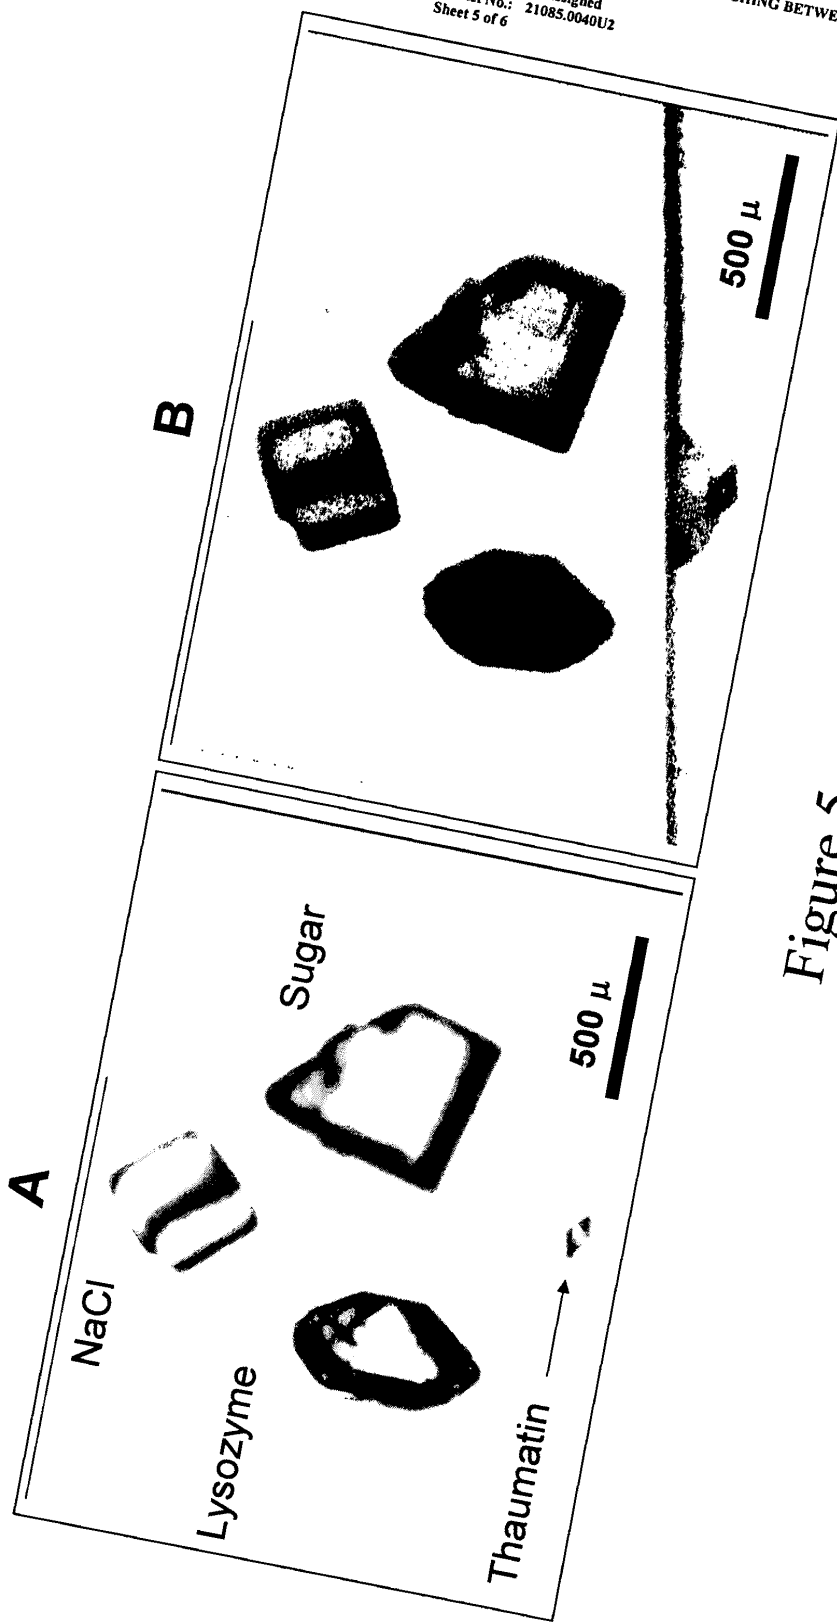 21085.0040U2
Sheet 5 of 6
A
NaCl
Lysozyme
Sugar
Thaumatin
500 µ
B
500 µ
Figure 5